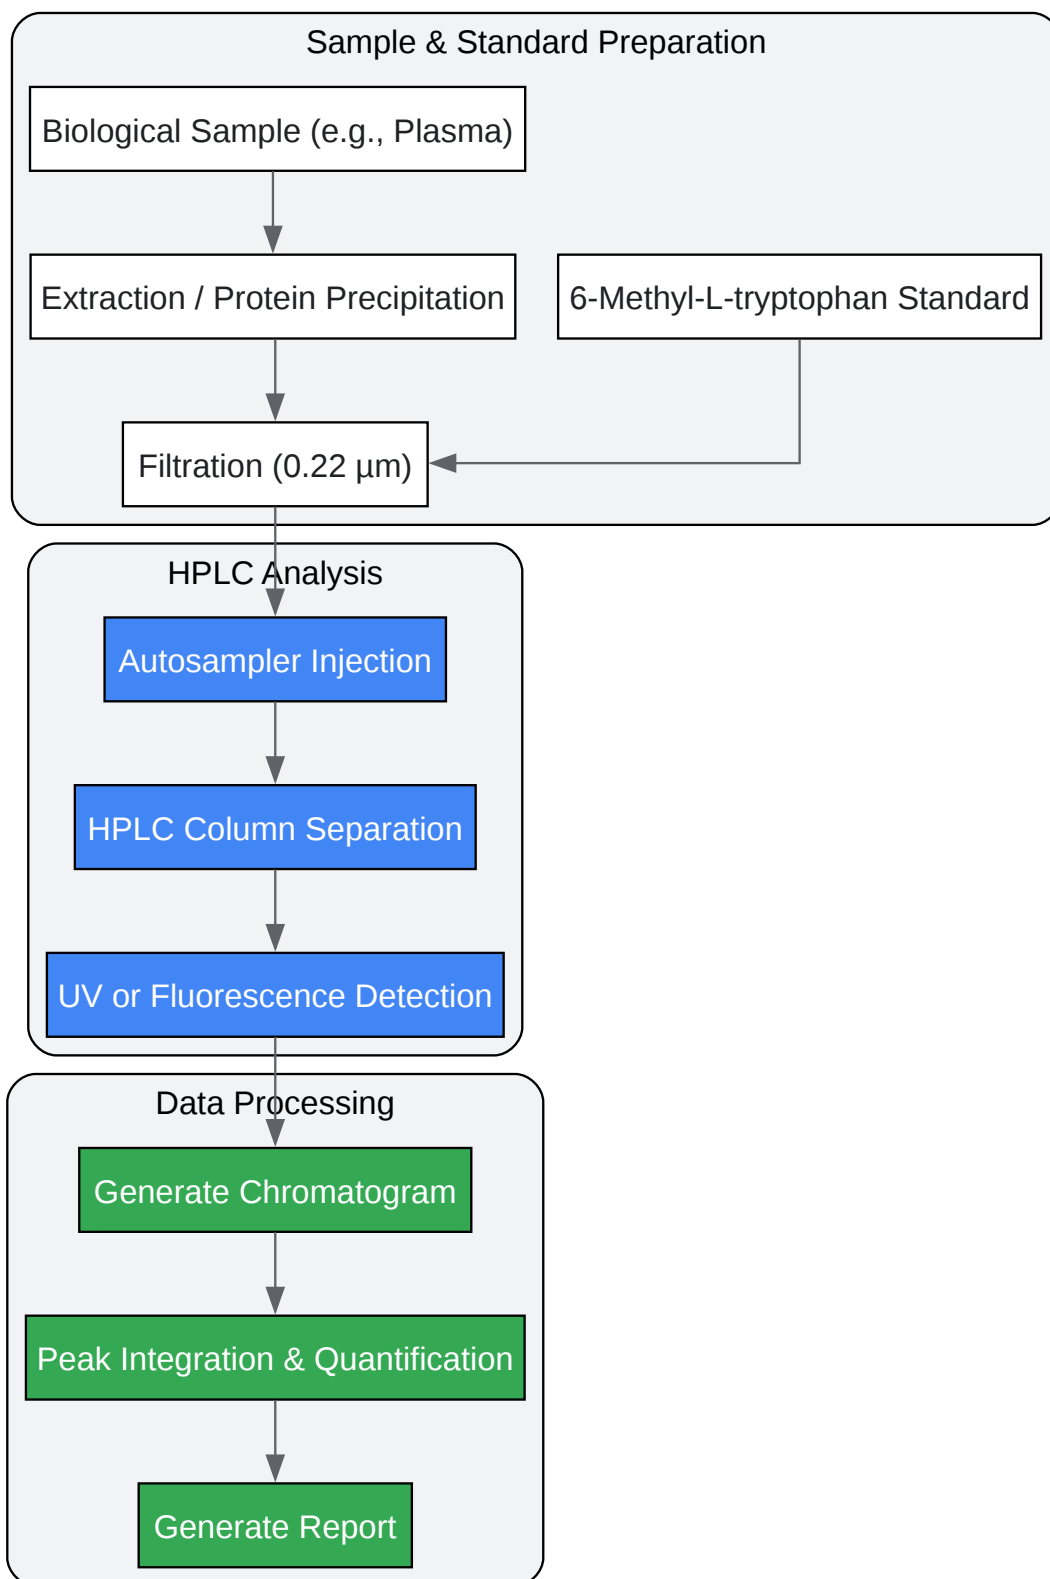 Sample & Standard Preparation
Biological Sample (e.g., Plasma)
Extraction / Protein Precipitation
6-Methyl-L-tryptophan Standard
Filtration (0.22 µm)
HPLC Analysis
Autosampler Injection
HPLC Column Separation
UV or Fluorescence Detection
Data Processing
Generate Chromatogram
Peak Integration & Quantification
Generate Report